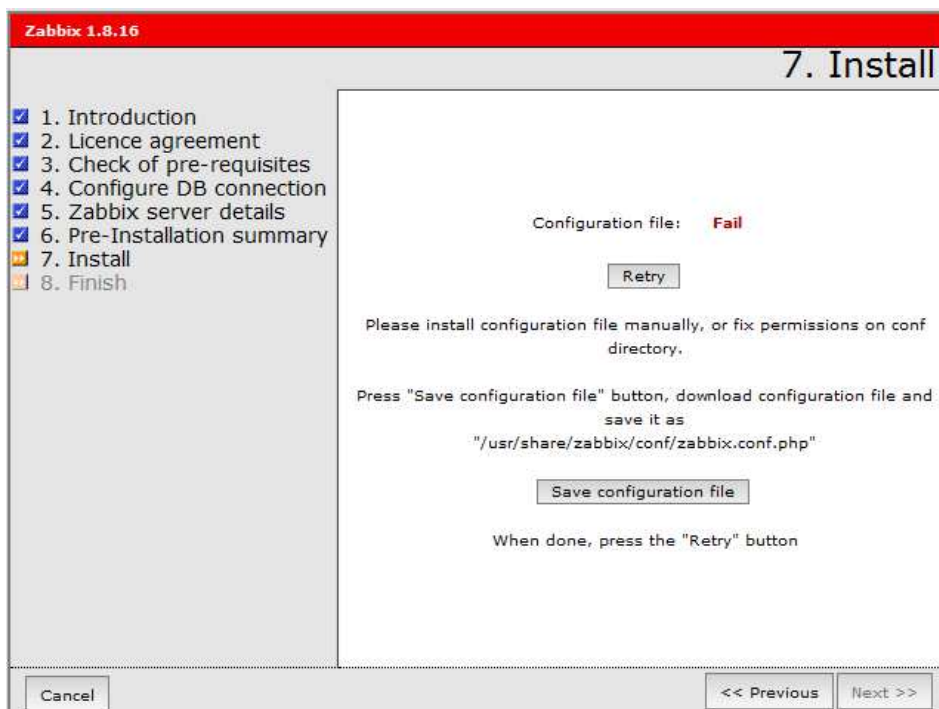 Zabbix 1.8.16
7. Install
1. Introduction
2. Licence agreement
3. Check of pre-requisites
4. Configure DB connection
5. Zabbix server details
6. Pre-Installation summary
7. Install
8. Finish
Configuration file: Fail
Retry
Please install configuration file manually, or fix permissions on conf
directory.
Press "Save configuration file" button, download configuration file and
save it as
"/usr/share/zabbix/conf/zabbix.conf.php"
Save configuration file
When done, press the "Retry" button
Cancel
<< Previous
Next >>